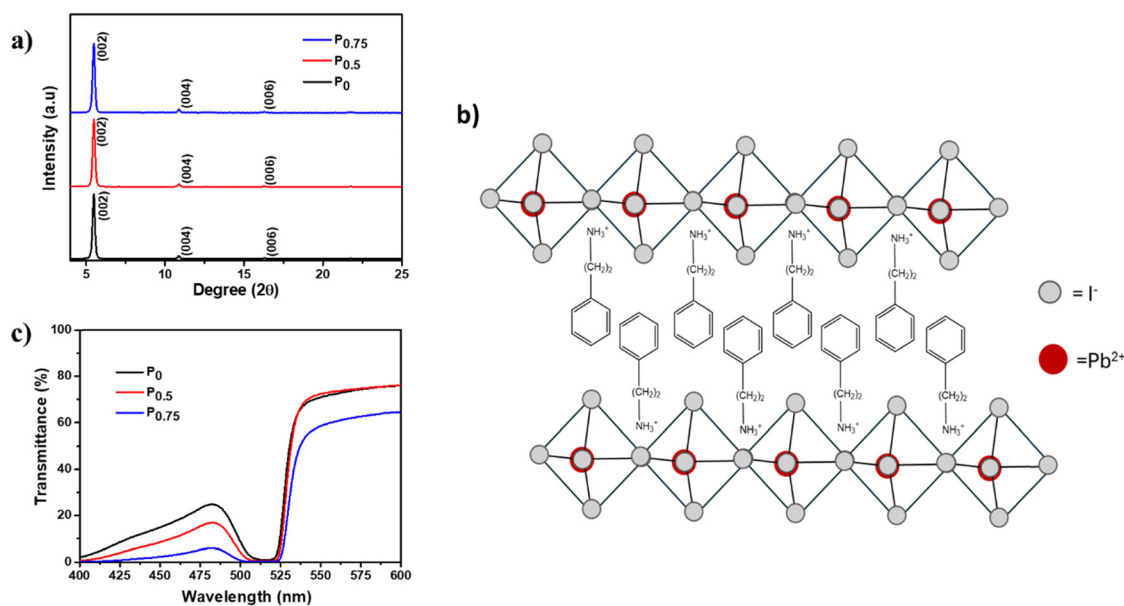 a)
(002)
(004)
(006)
P0.75
P0.5
P0
(002)
(004)
(006)
(002)
(004)
(006)
Intensity (a.u)
5 10 15 20 25
Degree (2θ)
b)
NH3+ NH3+ NH3+ NH3+
(CH2)2 (CH2)2 (CH2)2 (CH2)2
(CH2)2 (CH2)2 (CH2)2 (CH2)2
NH3+ NH3+ NH3+ NH3+
= I-
=Pb2+
c)
100
80
60
40
20
0
Transmittance (%)
P0
P0.5
P0.75
400 425 450 475 500 525 550 575 600
Wavelength (nm)